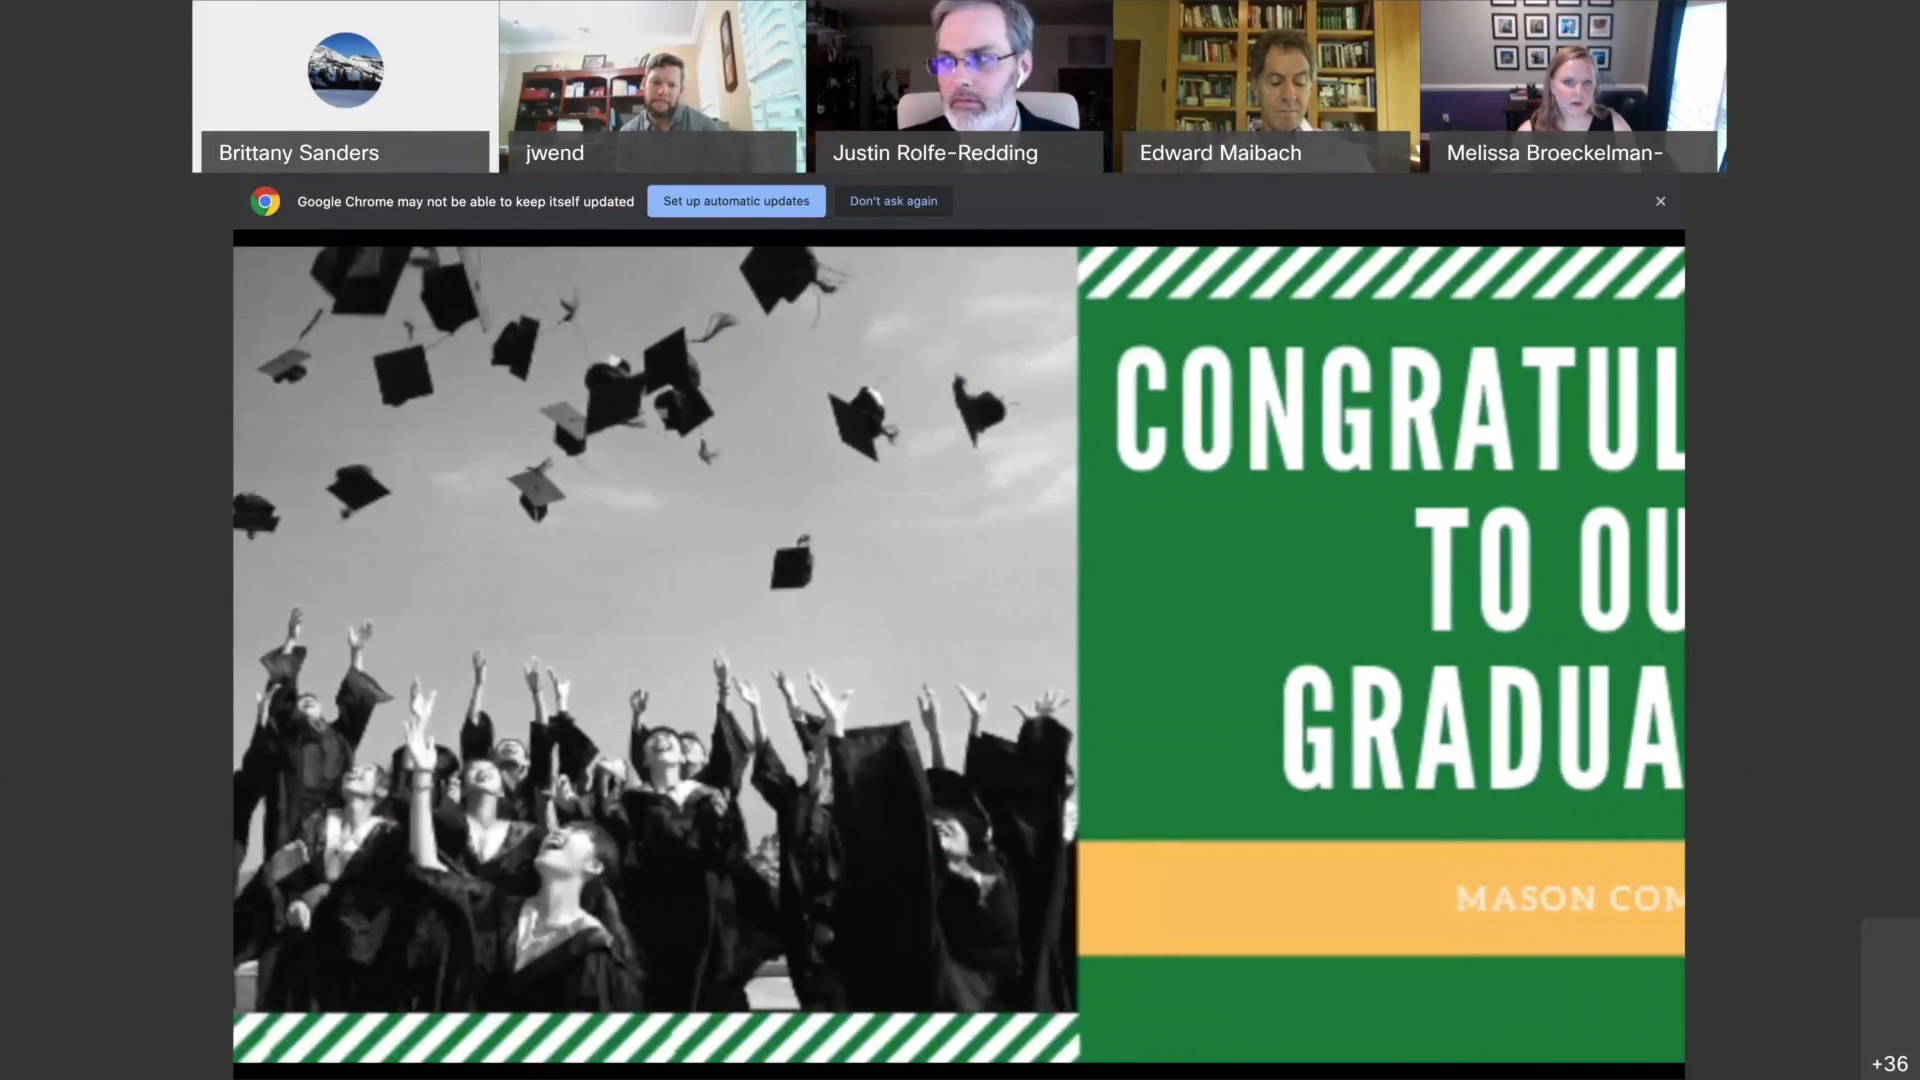 Brittany Sanders
jwend
Justin Rolfe-Redding
Edward Maibach
Melissa Broeckelman-
Google Chrome may not be able to keep itself updated
Set up automatic updates
Don't ask again
CONGRATUL
TO OU
GRADUA
MASON COM
+36